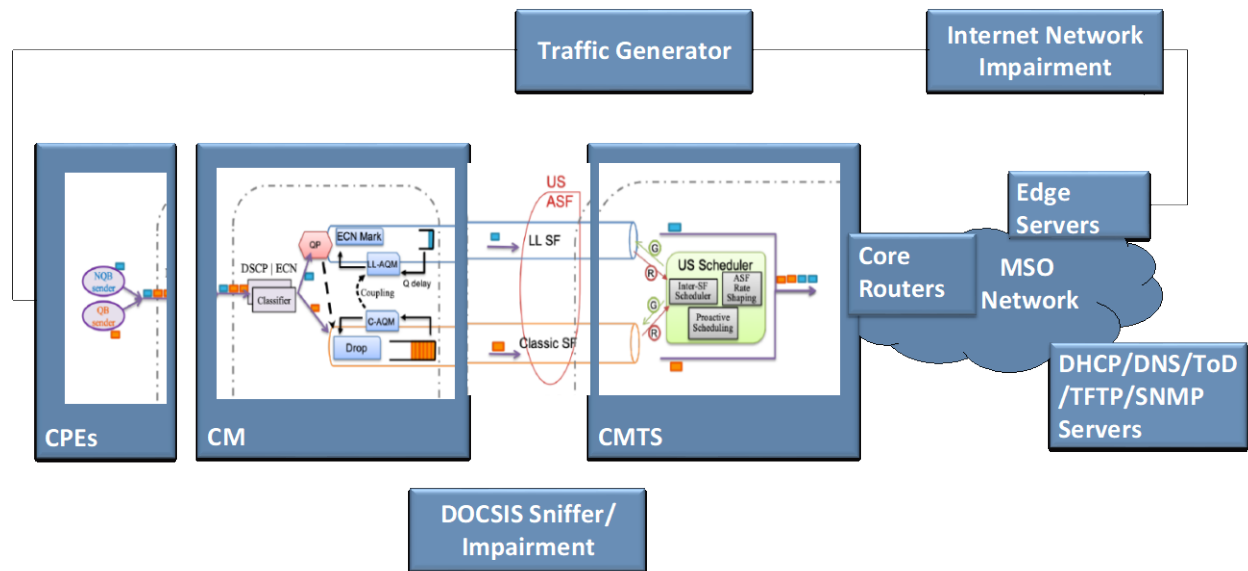 Traffic Generator
Internet Network
Impairment
NQB
sender
QB
sender
CPEs
DSCP | ECN
Classifier
QP
ECN Mark
LL-AQM
Q delay
Coupling
C-AQM
Drop
CM
US
ASF
LL SF
Classic SF
G
R
G
R
US Scheduler
Inter-SF
Scheduler
ASF
Rate
Shaping
Proactive
Scheduling
CMTS
Edge
Servers
Core
Routers
MSO
Network
DHCP/DNS/ToD
/TFTP/SNMP
Servers
DOCSIS Sniffer/
Impairment